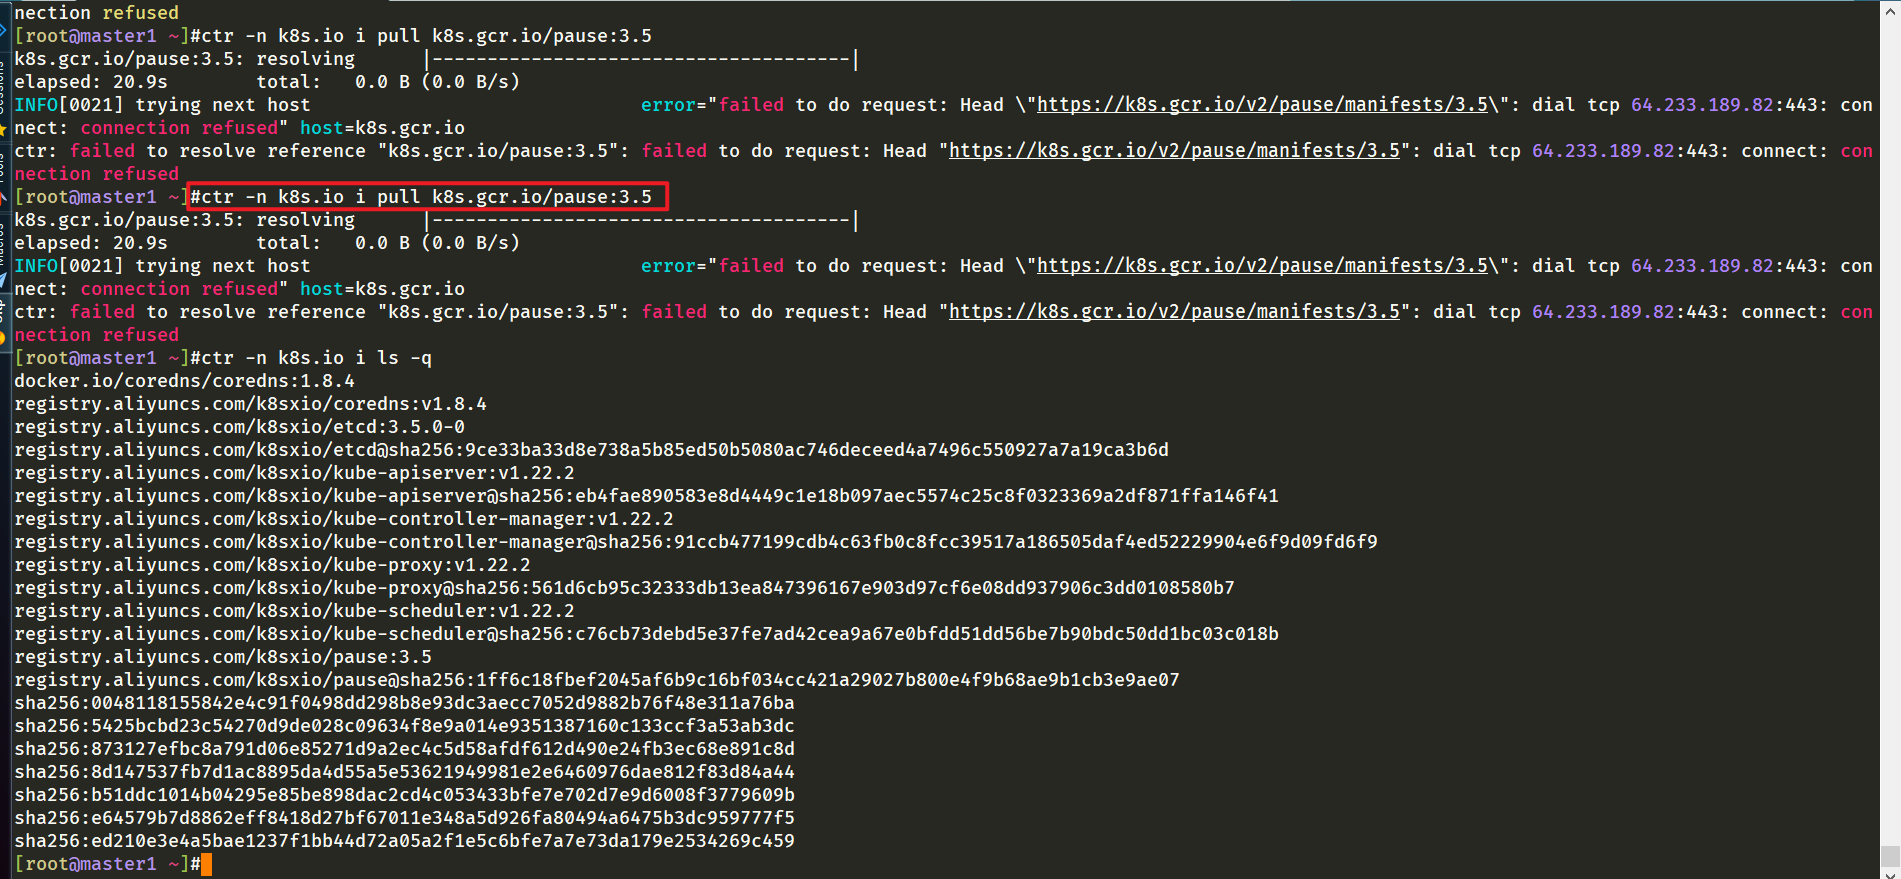 nection refused
[root@master1 ~]#ctr -n k8s.io i pull k8s.gcr.io/pause:3.5
k8s.gcr.io/pause:3.5: resolving      |--------------------------------------|
elapsed: 20.9s        total:   0.0 B (0.0 B/s)
INFO[0021] trying next host                              error="failed to do request: Head \"https://k8s.gcr.io/v2/pause/manifests/3.5\": dial tcp 64.233.189.82:443: con
nect: connection refused" host=k8s.gcr.io
ctr: failed to resolve reference "k8s.gcr.io/pause:3.5": failed to do request: Head "https://k8s.gcr.io/v2/pause/manifests/3.5": dial tcp 64.233.189.82:443: connect: con
nection refused
[root@master1 ~]#ctr -n k8s.io i pull k8s.gcr.io/pause:3.5
k8s.gcr.io/pause:3.5: resolving      |--------------------------------------|
elapsed: 20.9s        total:   0.0 B (0.0 B/s)
INFO[0021] trying next host                              error="failed to do request: Head \"https://k8s.gcr.io/v2/pause/manifests/3.5\": dial tcp 64.233.189.82:443: con
nect: connection refused" host=k8s.gcr.io
ctr: failed to resolve reference "k8s.gcr.io/pause:3.5": failed to do request: Head "https://k8s.gcr.io/v2/pause/manifests/3.5": dial tcp 64.233.189.82:443: connect: con
nection refused
[root@master1 ~]#ctr -n k8s.io i ls -q
docker.io/coredns/coredns:1.8.4
registry.aliyuncs.com/k8sxio/coredns:v1.8.4
registry.aliyuncs.com/k8sxio/etcd:3.5.0-0
registry.aliyuncs.com/k8sxio/etcd@sha256:9ce33ba33d8e738a5b85ed50b5080ac746deceed4a7496c550927a7a19ca3b6d
registry.aliyuncs.com/k8sxio/kube-apiserver:v1.22.2
registry.aliyuncs.com/k8sxio/kube-apiserver@sha256:eb4fae890583e8d4449c1e18b097aec5574c25c8f0323369a2df871ffa146f41
registry.aliyuncs.com/k8sxio/kube-controller-manager:v1.22.2
registry.aliyuncs.com/k8sxio/kube-controller-manager@sha256:91ccb477199cdb4c63fb0c8fcc39517a186505daf4ed52229904e6f9d09fd6f9
registry.aliyuncs.com/k8sxio/kube-proxy:v1.22.2
registry.aliyuncs.com/k8sxio/kube-proxy@sha256:561d6cb95c32333db13ea847396167e903d97cf6e08dd937906c3dd0108580b7
registry.aliyuncs.com/k8sxio/kube-scheduler:v1.22.2
registry.aliyuncs.com/k8sxio/kube-scheduler@sha256:c76cb73debd5e37fe7ad42cea9a67e0bfdd51dd56be7b90bdc50dd1bc03c018b
registry.aliyuncs.com/k8sxio/pause:3.5
registry.aliyuncs.com/k8sxio/pause@sha256:1ff6c18fbef2045af6b9c16bf034cc421a29027b800e4f9b68ae9b1cb3e9ae07
sha256:0048118155842e4c91f0498dd298b8e93dc3aecc7052d9882b76f48e311a76ba
sha256:5425bcbd23c54270d9de028c09634f8e9a014e9351387160c133ccf3a53ab3dc
sha256:873127efbc8a791d06e85271d9a2ec4c5d58afdf612d490e24fb3ec68e891c8d
sha256:8d147537fb7d1ac8895da4d55a5e53621949981e2e6460976dae812f83d84a44
sha256:b51ddc1014b04295e85be898dac2cd4c053433bfe7e702d7e9d6008f3779609b
sha256:e64579b7d8862eff8418d27bf67011e348a5d926fa80494a6475b3dc959777f5
sha256:ed210e3e4a5bae1237f1bb44d72a05a2f1e5c6bfe7a7e73da179e2534269c459
[root@master1 ~]#